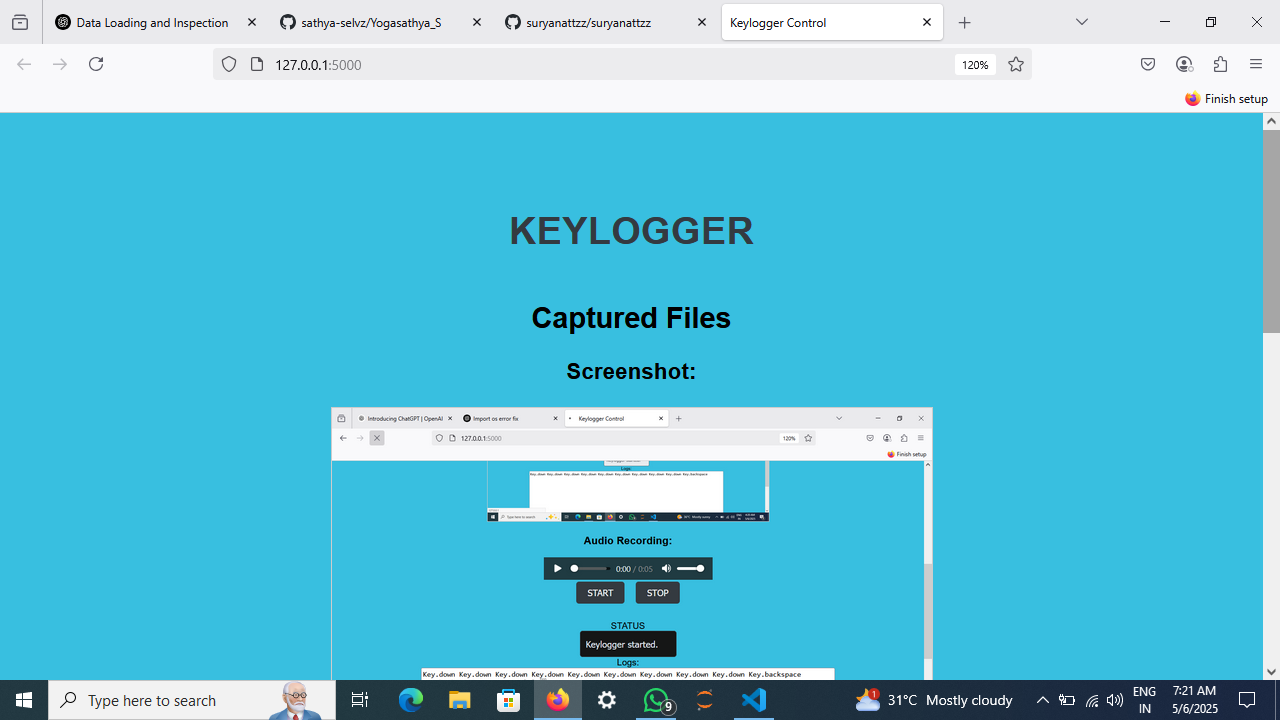 Data Loading and Inspection
sathya-selvz/Yogasathya_S
suryanattzz/suryanattzz
Keylogger Control
127.0.0.1:5000
120%
Finish setup
KEYLOGGER
Captured Files
Screenshot:
Introducing ChatGPT | OpenAI
Import os error fix
Keylogger Control
127.0.0.1:5000
120%
Finish setup
Logs:
Key.down Key.down Key.down Key.down Key.down Key.down Key.down Key.down Key.down Key.backspace
Type here to search
Audio Recording:
0:00 / 0:05
START STOP
STATUS
Keylogger started.
Logs:
Key.down Key.down Key.down Key.down Key.down Key.down Key.down Key.down Key.down Key.backspace
Type here to search
9
1
31°C Mostly cloudy
ENG
IN
7:21 AM
5/6/2025